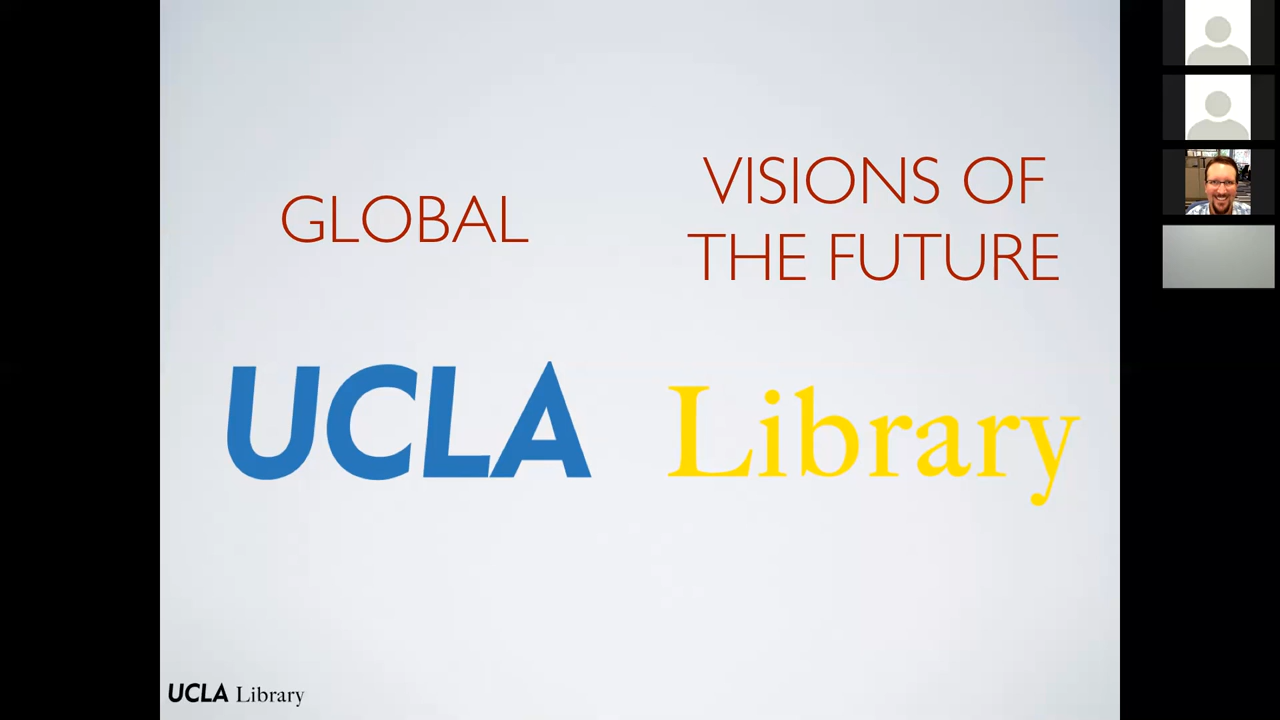 GLOBAL
VISIONS OF
THE FUTURE
UCLA
Library
UCLA Library